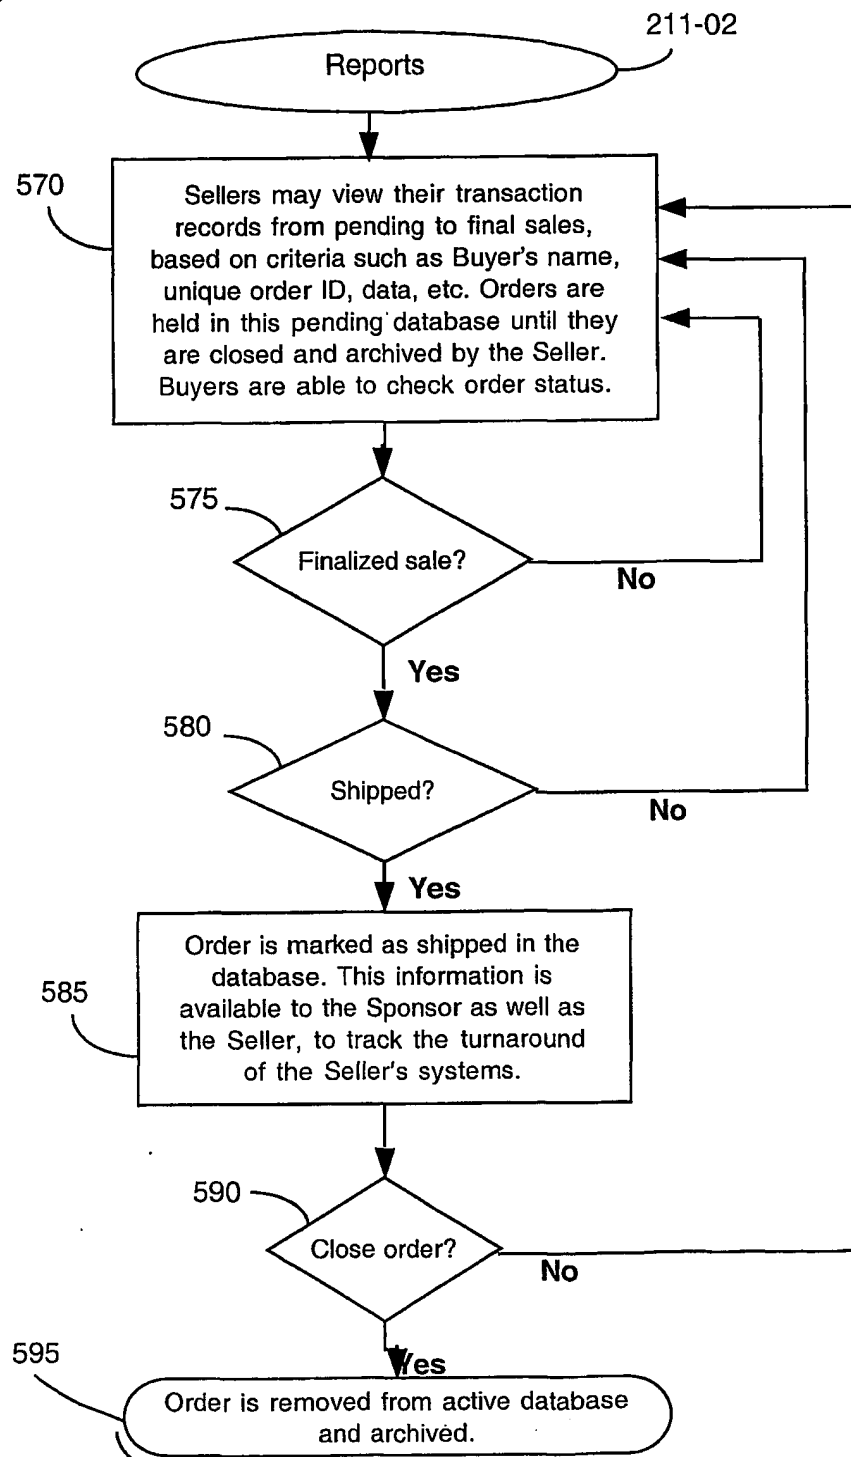 211-02
Reports
570
Sellers may view their transaction
records from pending to final sales,
based on criteria such as Buyer's name,
unique order ID, data, etc. Orders are
held in this pending database until they
are closed and archived by the Seller.
Buyers are able to check order status.
575
Finalized sale?
No
Yes
580
Shipped?
No
Yes
585
Order is marked as shipped in the
database. This information is
available to the Sponsor as well as
the Seller, to track the turnaround
of the Seller's systems.
590
Close order?
No
Yes
595
Order is removed from active database
and archived.